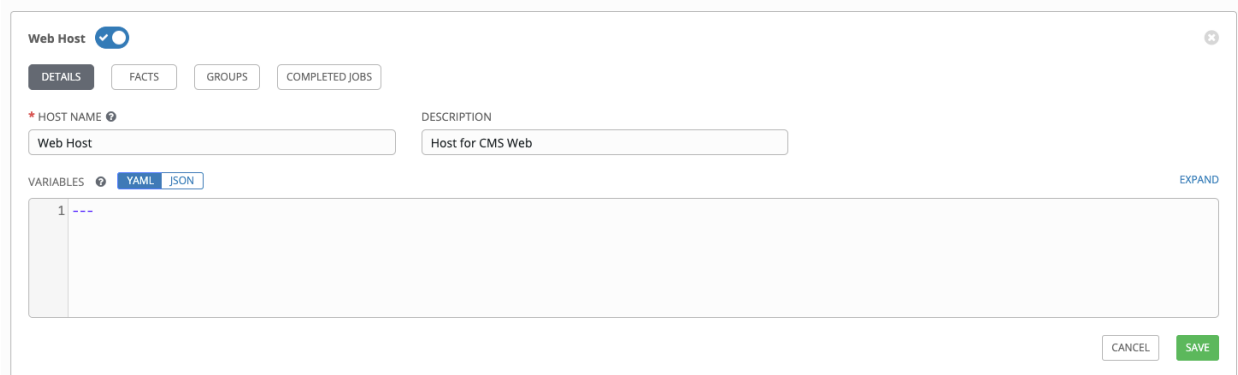 Web Host
DETAILS FACTS GROUPS COMPLETED JOBS
* HOST NAME DESCRIPTION
Web Host Host for CMS Web
VARIABLES YAML JSON EXPAND
1 ---
CANCEL SAVE